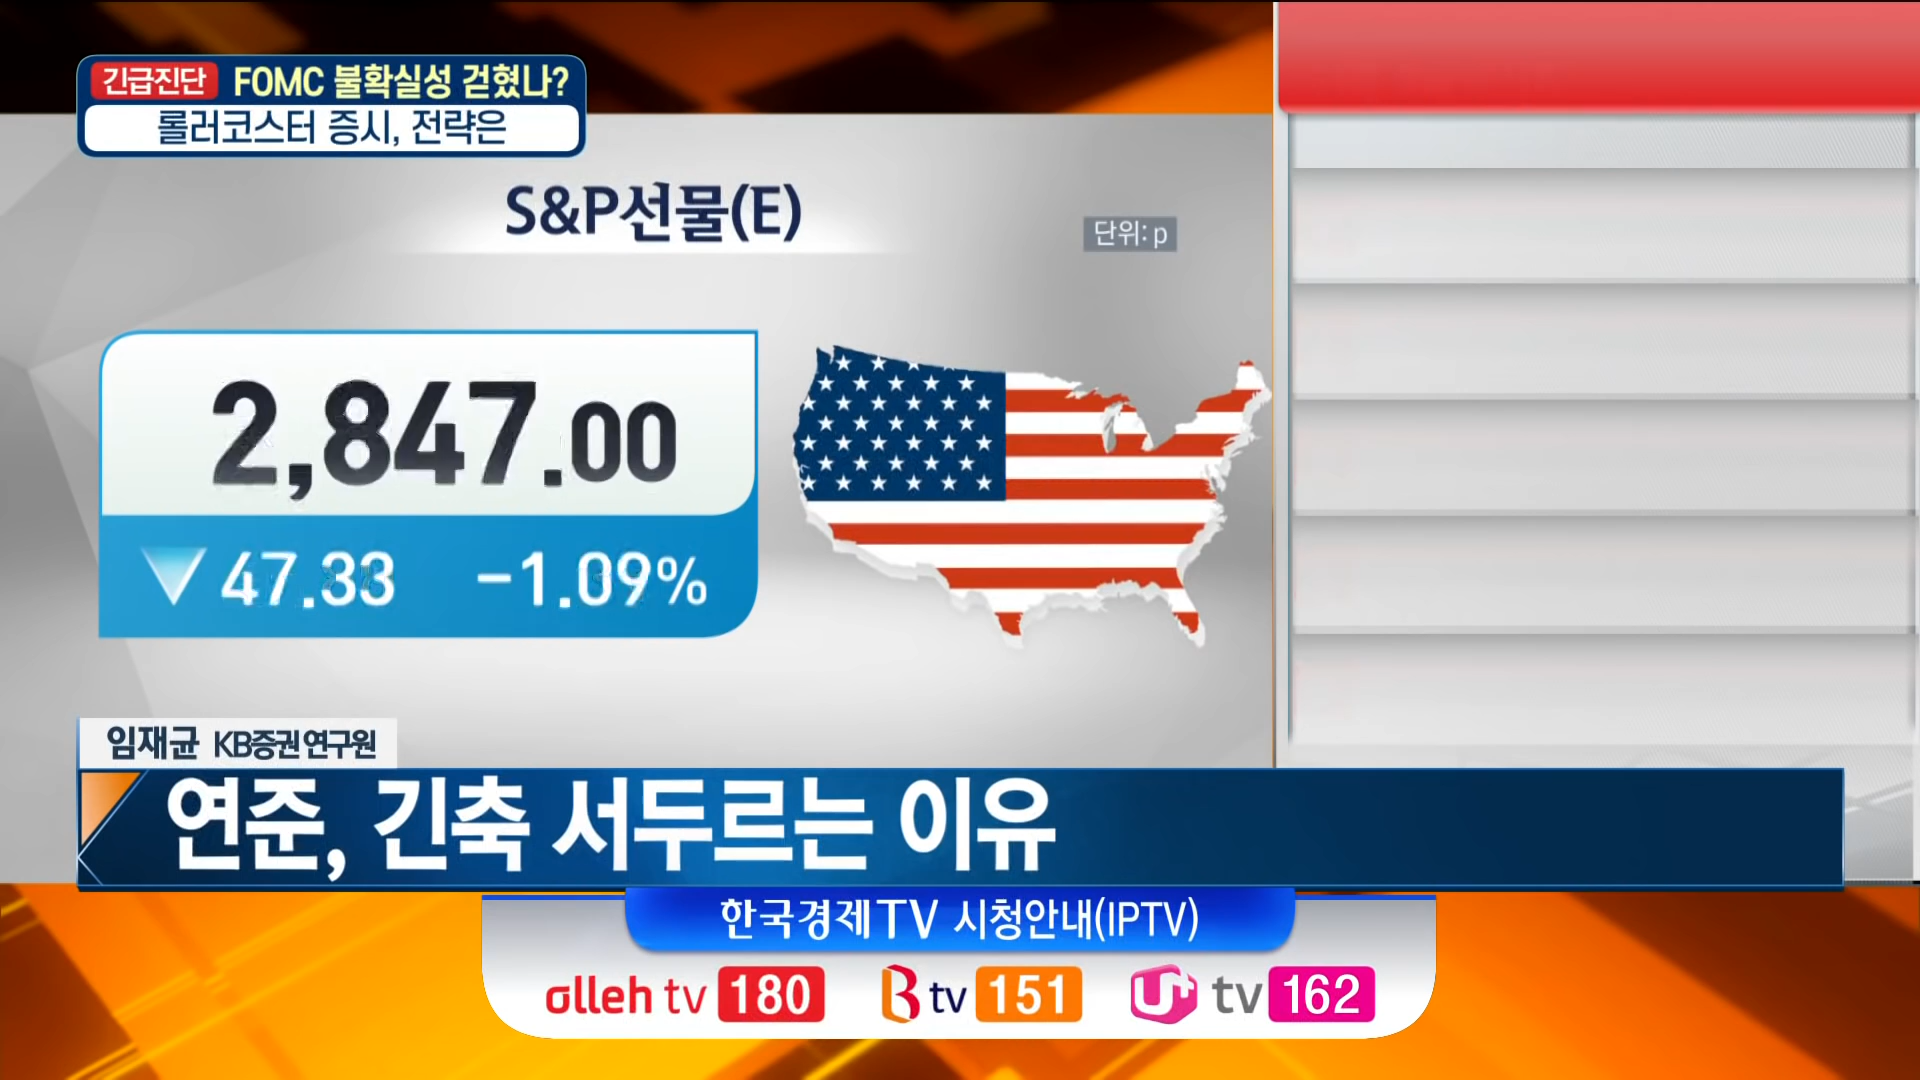 긴급진단 FOMC 불확실성 걷혔나?
롤러코스터 증시, 전략은
S&P선물(E)
단위: p
2,847.00
▼ 47.33 -1.09%
임재균 KB증권 연구원
연준, 긴축 서두르는 이유
한국경제TV 시청안내(IPTV)
olleh tv 180 B tv 151 U+ tv 162